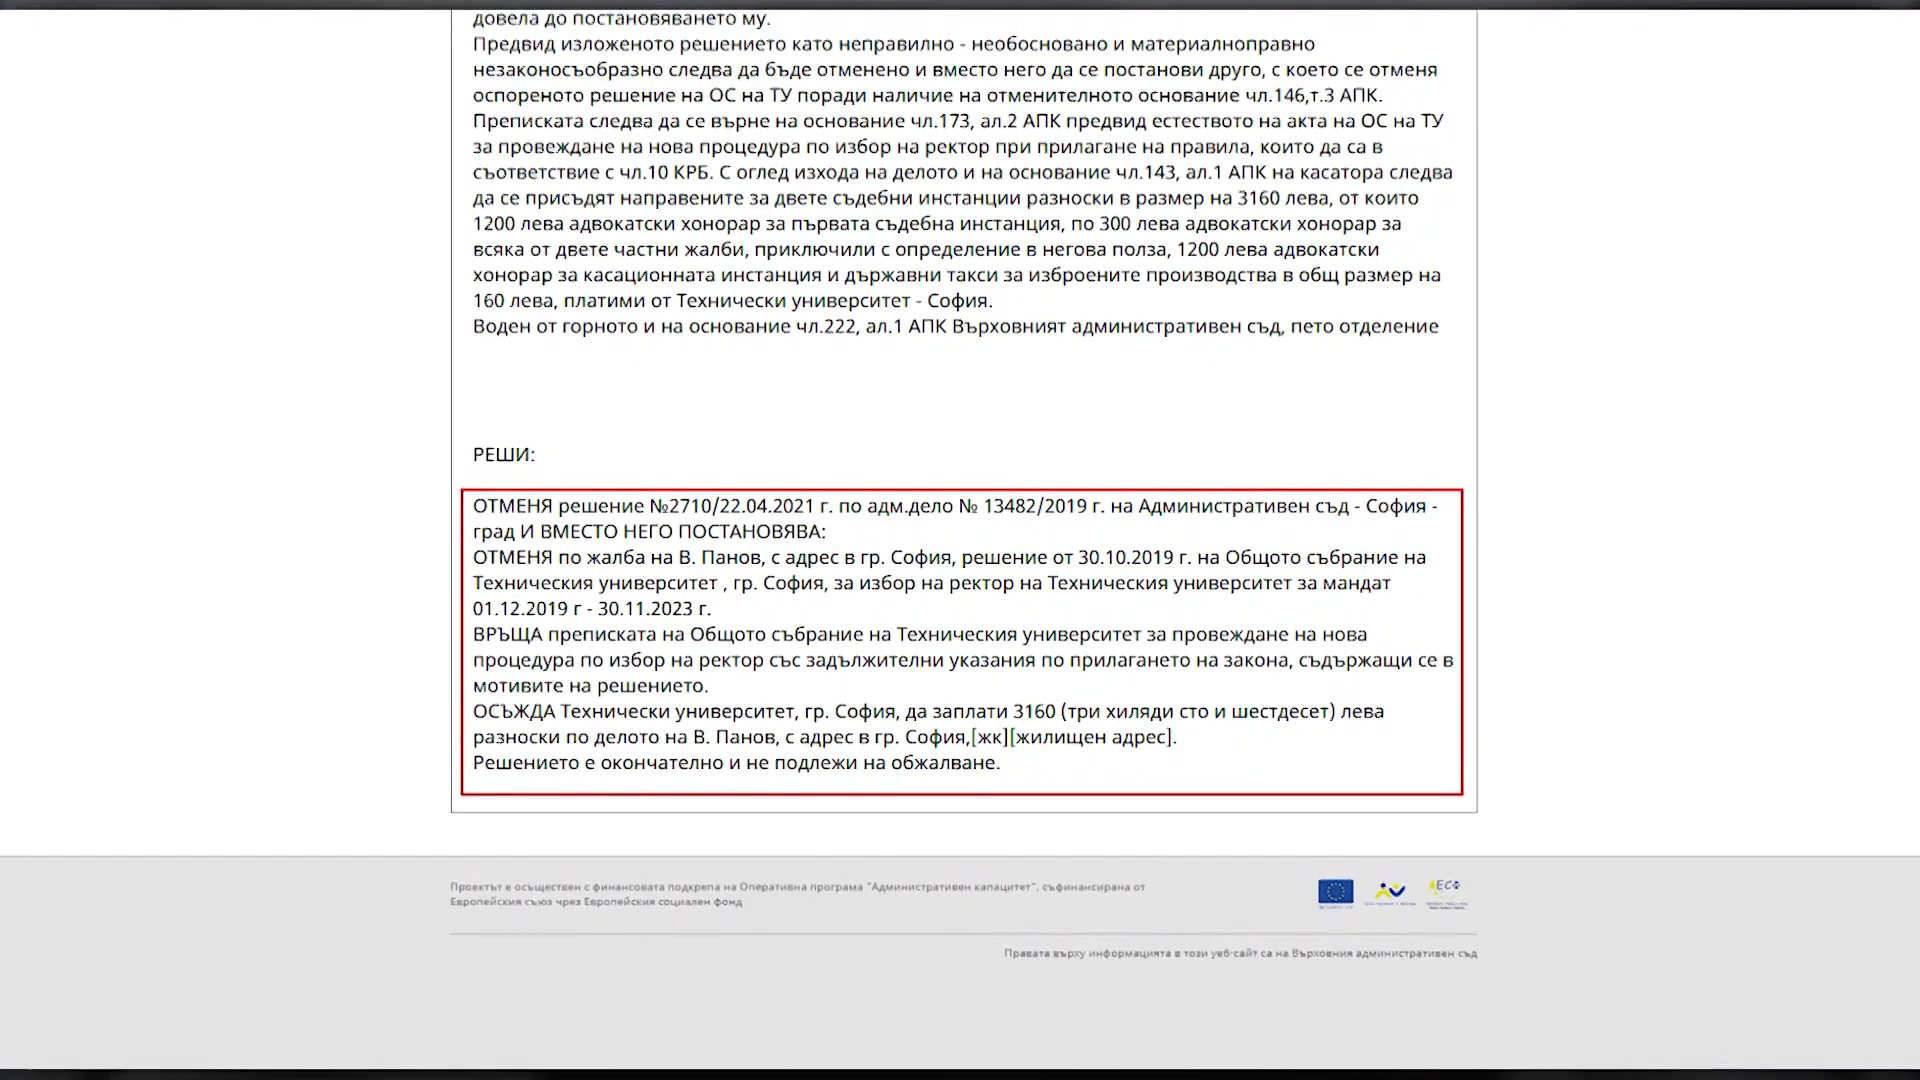 довела до постановяването му.
Предвид изложеното решението като неправилно - необосновано и материалноправно
незаконосъобразно следва да бъде отменено и вместо него да се постанови друго, с което се отменя
оспореното решение на ОС на ТУ поради наличие на отменителното основание чл.146,т.3 АПК.
Преписката следва да се върне на основание чл.173, ал.2 АПК предвид естеството на акта на ОС на ТУ
за провеждане на нова процедура по избор на ректор при прилагане на правила, които да са в
съответствие с чл.10 КРБ. С оглед изхода на делото и на основание чл.143, ал.1 АПК на касатора следва
да се присъдят направените за двете съдебни инстанции разноски в размер на 3160 лева, от които
1200 лева адвокатски хонорар за първата съдебна инстанция, по 300 лева адвокатски хонорар за
всяка от двете частни жалби, приключили с определение в негова полза, 1200 лева адвокатски
хонорар за касационната инстанция и държавни такси за изброените производства в общ размер на
160 лева, платими от Технически университет - София.
Воден от горното и на основание чл.222, ал.1 АПК Върховният административен съд, пето отделение
РЕШИ:
ОТМЕНЯ решение №2710/22.04.2021 г. по адм.дело № 13482/2019 г. на Административен съд - София -
град И ВМЕСТО НЕГО ПОСТАНОВЯВА:
ОТМЕНЯ по жалба на В. Панов, с адрес в гр. София, решение от 30.10.2019 г. на Общото събрание на
Техническия университет , гр. София, за избор на ректор на Техническия университет за мандат
01.12.2019 г - 30.11.2023 г.
ВРЪЩА преписката на Общото събрание на Техническия университет за провеждане на нова
процедура по избор на ректор със задължителни указания по прилагането на закона, съдържащи се в
мотивите на решението.
ОСЪЖДА Технически университет, гр. София, да заплати 3160 (три хиляди сто и шестдесет) лева
разноски по делото на В. Панов, с адрес в гр. София,[жк][жилищен адрес].
Решението е окончателно и не подлежи на обжалване.
Проектът е осъществен с финансовата подкрепа на Оперативна програма "Административен капацитет", съфинансирана от
Европейския съюз чрез Европейския социален фонд
ЕСФ
Правата върху информацията в този уеб-сайт са на Върховния административен съд